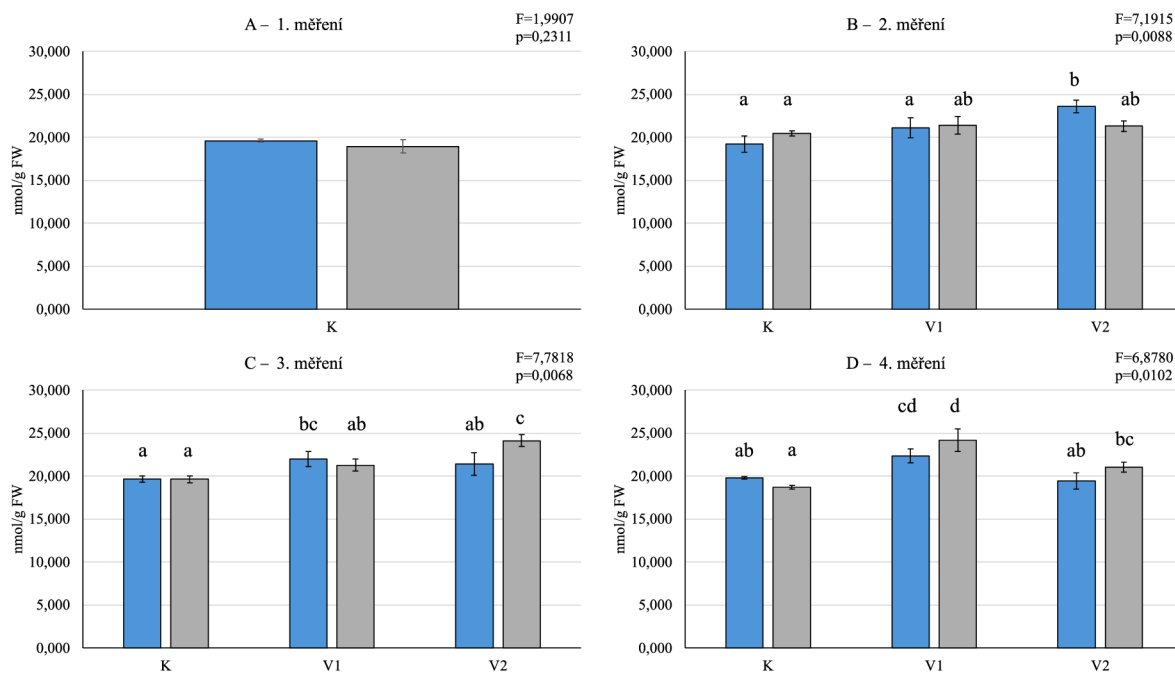 A – 1. měření
F=1,9907
p=0,2311
30,000
25,000
20,000
15,000
10,000
5,000
0,000
nmol/g FW
K
B – 2. měření
F=7,1915
p=0,0088
30,000
25,000
20,000
15,000
10,000
5,000
0,000
nmol/g FW
a a a ab b ab
K V1 V2
C – 3. měření
F=7,7818
p=0,0068
30,000
25,000
20,000
15,000
10,000
5,000
0,000
nmol/g FW
a a bc ab ab c
K V1 V2
D – 4. měření
F=6,8780
p=0,0102
30,000
25,000
20,000
15,000
10,000
5,000
0,000
nmol/g FW
ab a cd d ab bc
K V1 V2